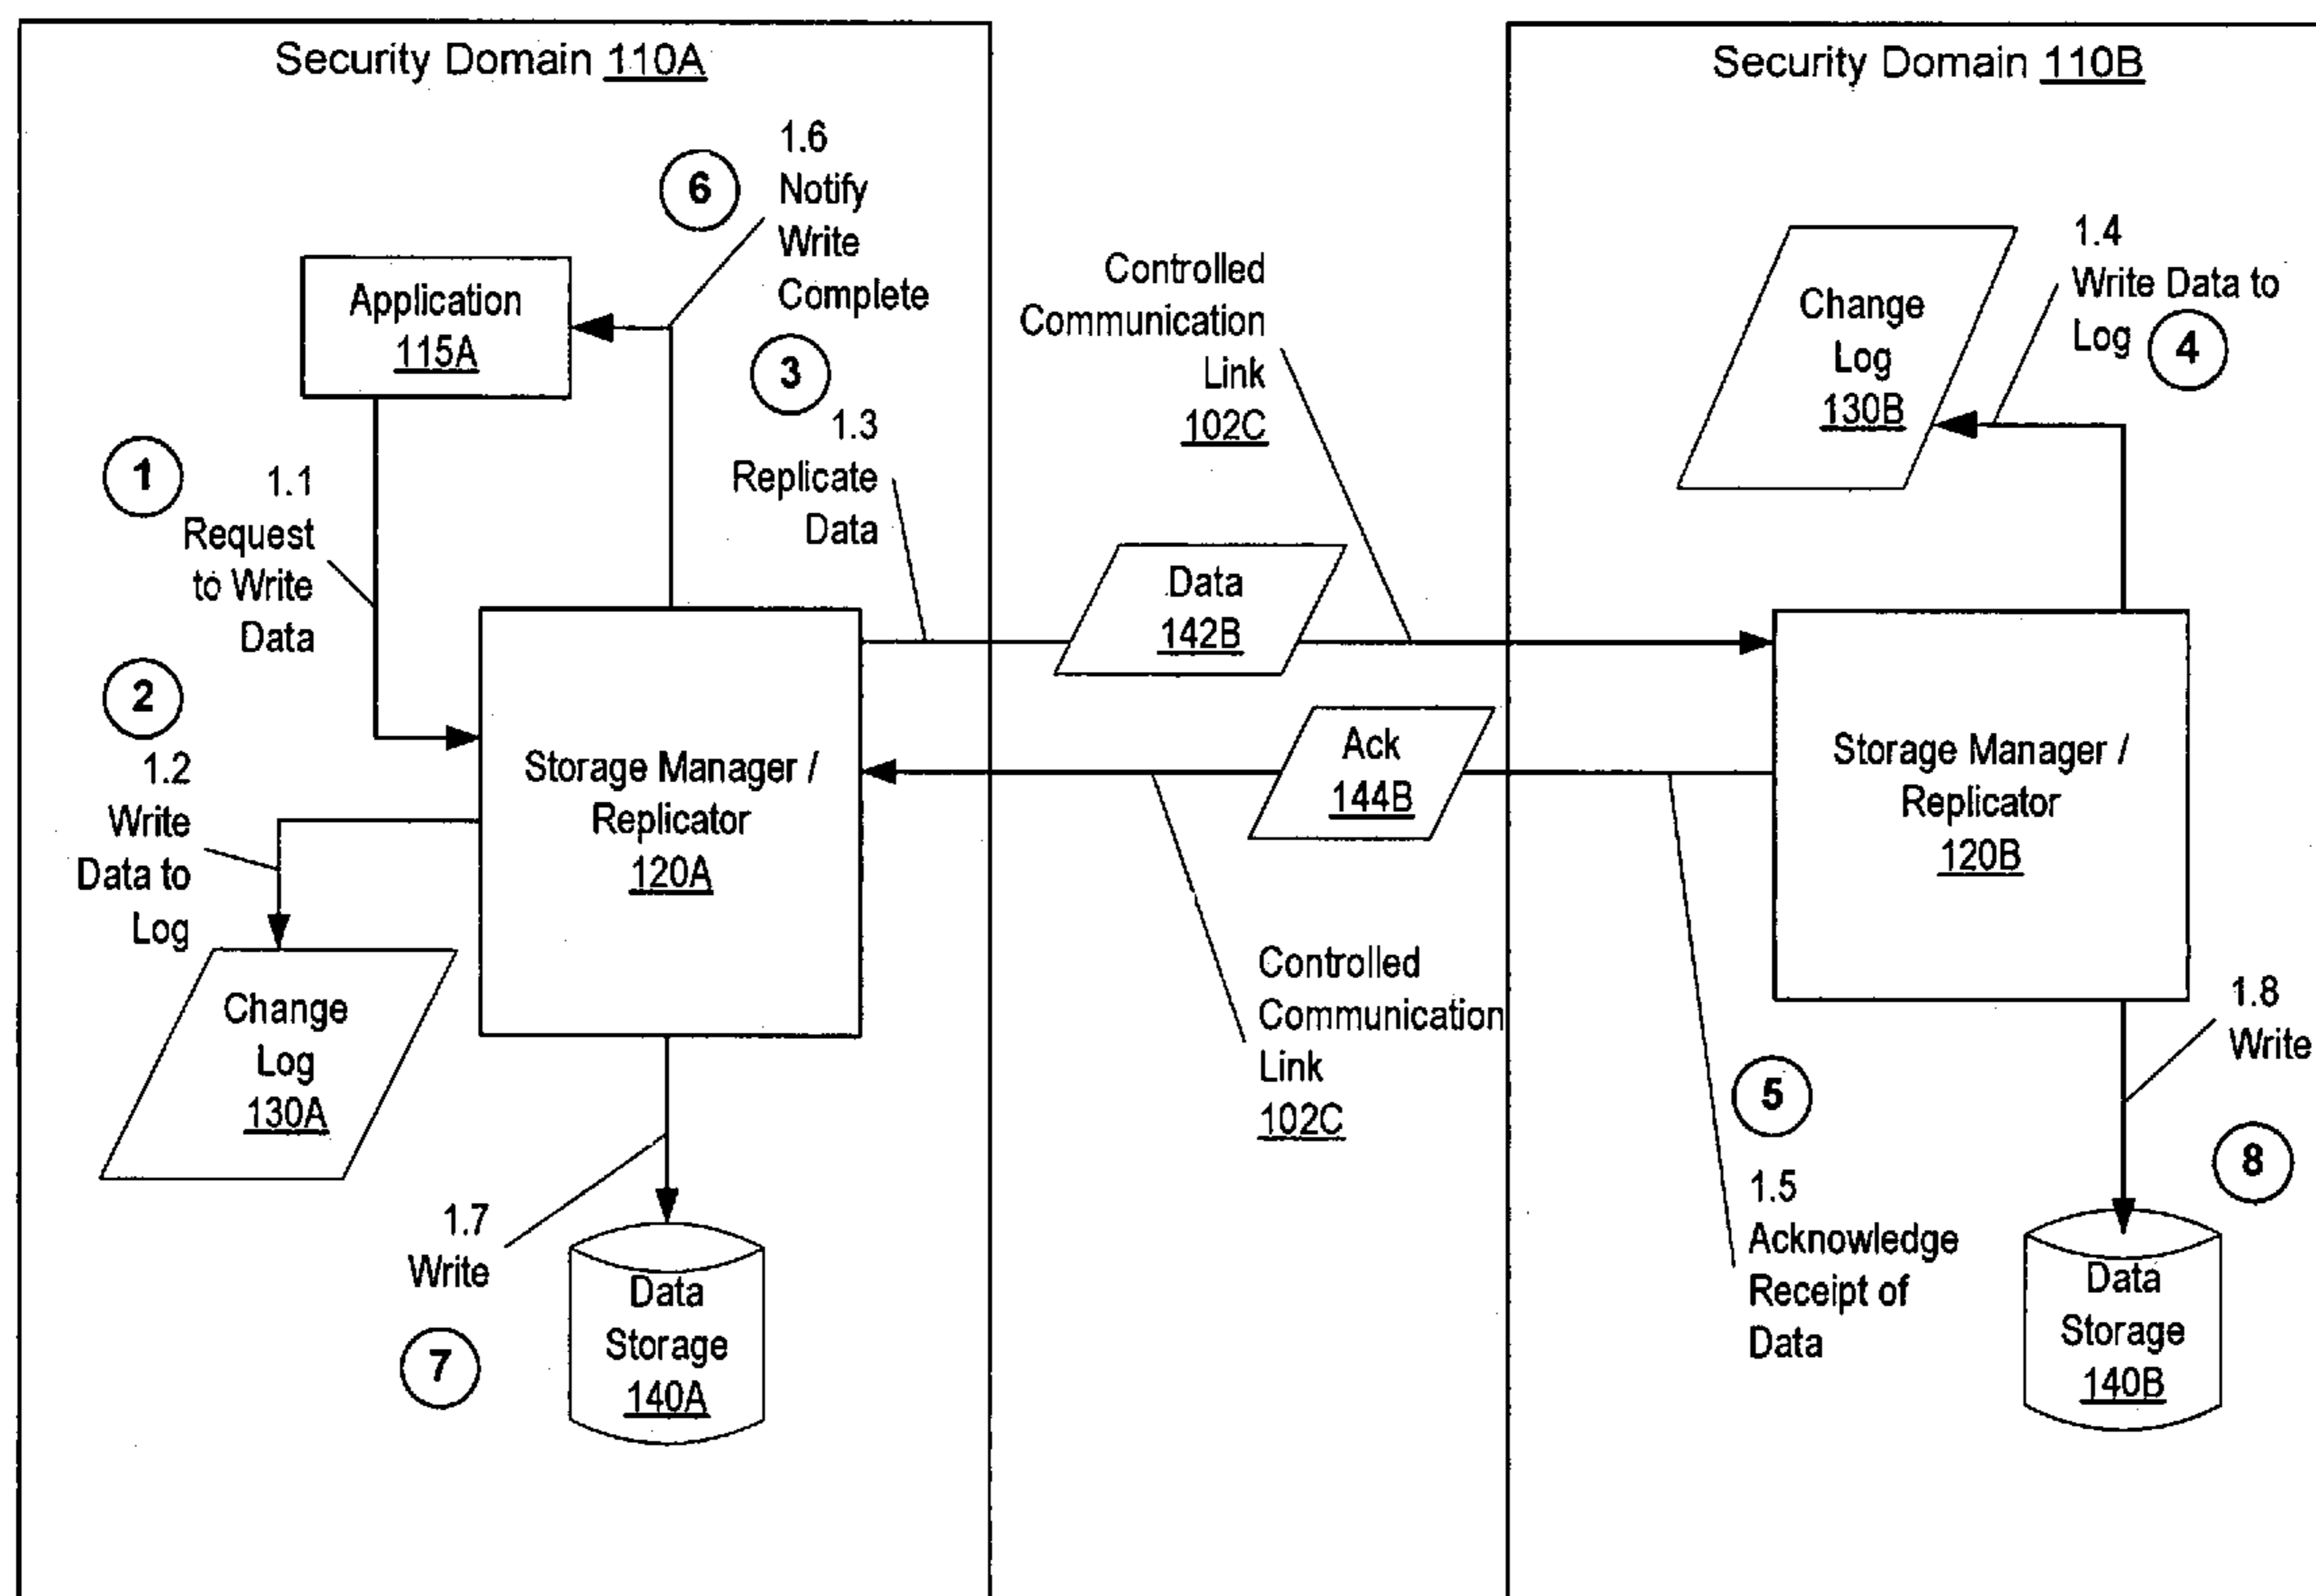 Security Domain 110A
1.6
Notify
Write
Complete
6
Application
115A
3
1.3
Replicate
Data
1
1.1
Request
to Write
Data
2
1.2
Write
Data to
Log
Storage Manager /
Replicator
120A
Change
Log
130A
1.7
Write
7
Data
Storage
140A
Controlled
Communication
Link
102C
Data
142B
Ack
144B
Controlled
Communication
Link
102C
Security Domain 110B
Change
Log
130B
1.4
Write Data to
Log
4
Storage Manager /
Replicator
120B
5
1.5
Acknowledge
Receipt of
Data
1.8
Write
8
Data
Storage
140B